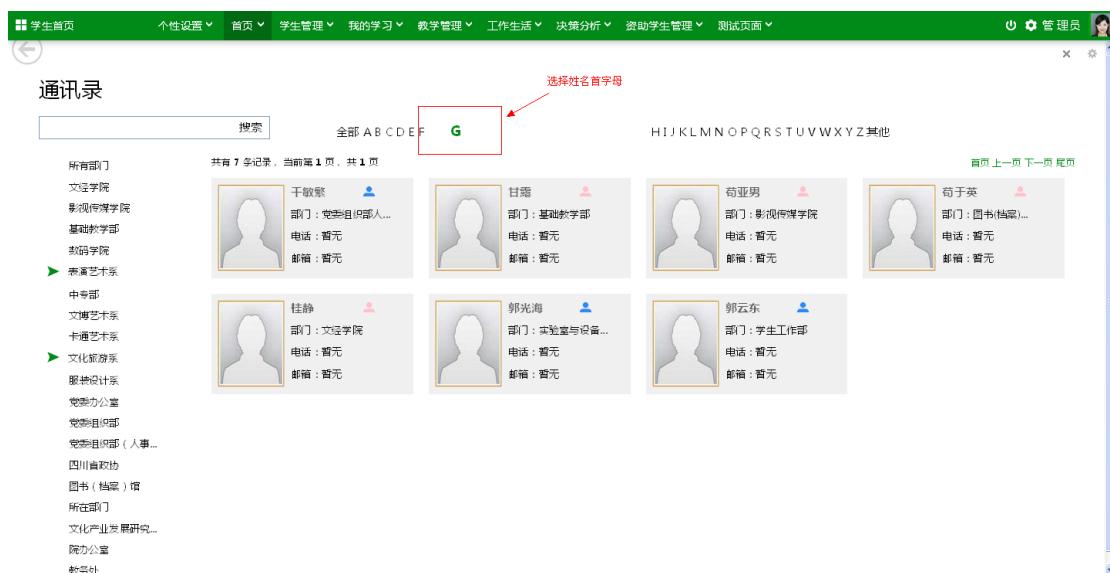 学生首页 个性设置 首页 学生管理 我的学习 教学管理 工作生活 决策分析 资助学生管理 测试页面 管理员
通讯录
选择姓名首字母
搜索 全部 A B C D E F G H I J K L M N O P Q R S T U V W X Y Z 其他
共有 7 条记录, 当前第 1 页, 共 1 页 首页 上一页 下一页 尾页
所有部门
文经学院
影视传媒学院
基础教学部
数码学院
表演艺术系
中专部
文博艺术系
卡通艺术系
文化旅游系
服装设计系
党委办公室
党委组织部
党委组织部（人事...
四川省政协
图书（档案）馆
所在部门
文化产业发展研究...
院办公室
教务处
干敏繁
部门：党委组织部人...
电话：暂无
邮箱：暂无
甘霜
部门：基础教学部
电话：暂无
邮箱：暂无
苟亚男
部门：影视传媒学院
电话：暂无
邮箱：暂无
苟于英
部门：图书(档案)...
电话：暂无
邮箱：暂无
桂静
部门：文经学院
电话：暂无
邮箱：暂无
郭光海
部门：实验室与设备...
电话：暂无
邮箱：暂无
郭云东
部门：学生工作部
电话：暂无
邮箱：暂无